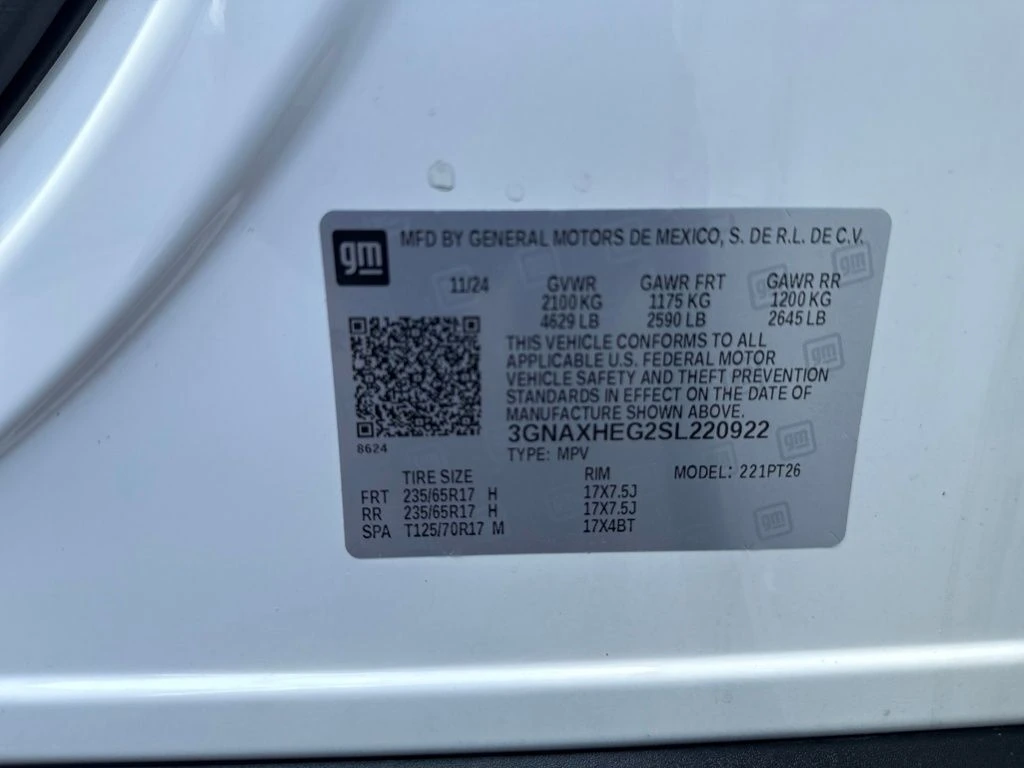 gm MFD BY GENERAL MOTORS DE MEXICO, S. DE R.L. DE C.V.
11/24 GVWR GAWR FRT GAWR RR
2100 KG 1175 KG 1200 KG
4629 LB 2590 LB 2645 LB
THIS VEHICLE CONFORMS TO ALL
APPLICABLE U.S. FEDERAL MOTOR
VEHICLE SAFETY AND THEFT PREVENTION
STANDARDS IN EFFECT ON THE DATE OF
MANUFACTURE SHOWN ABOVE.
3GNAXHEG2SL220922
8624 TYPE: MPV
TIRE SIZE RIM MODEL: 221PT26
FRT 235/65R17 H 17X7.5J
RR 235/65R17 H 17X7.5J
SPA T125/70R17 M 17X4BT